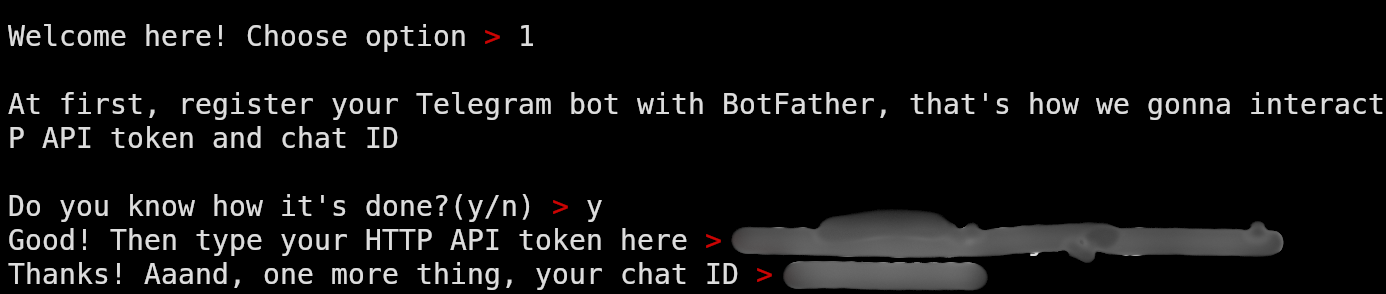 Welcome here! Choose option > 1
At first, register your Telegram bot with BotFather, that's how we gonna interact
P API token and chat ID
Do you know how it's done?(y/n) > y
Good! Then type your HTTP API token here >
Thanks! Aaand, one more thing, your chat ID >